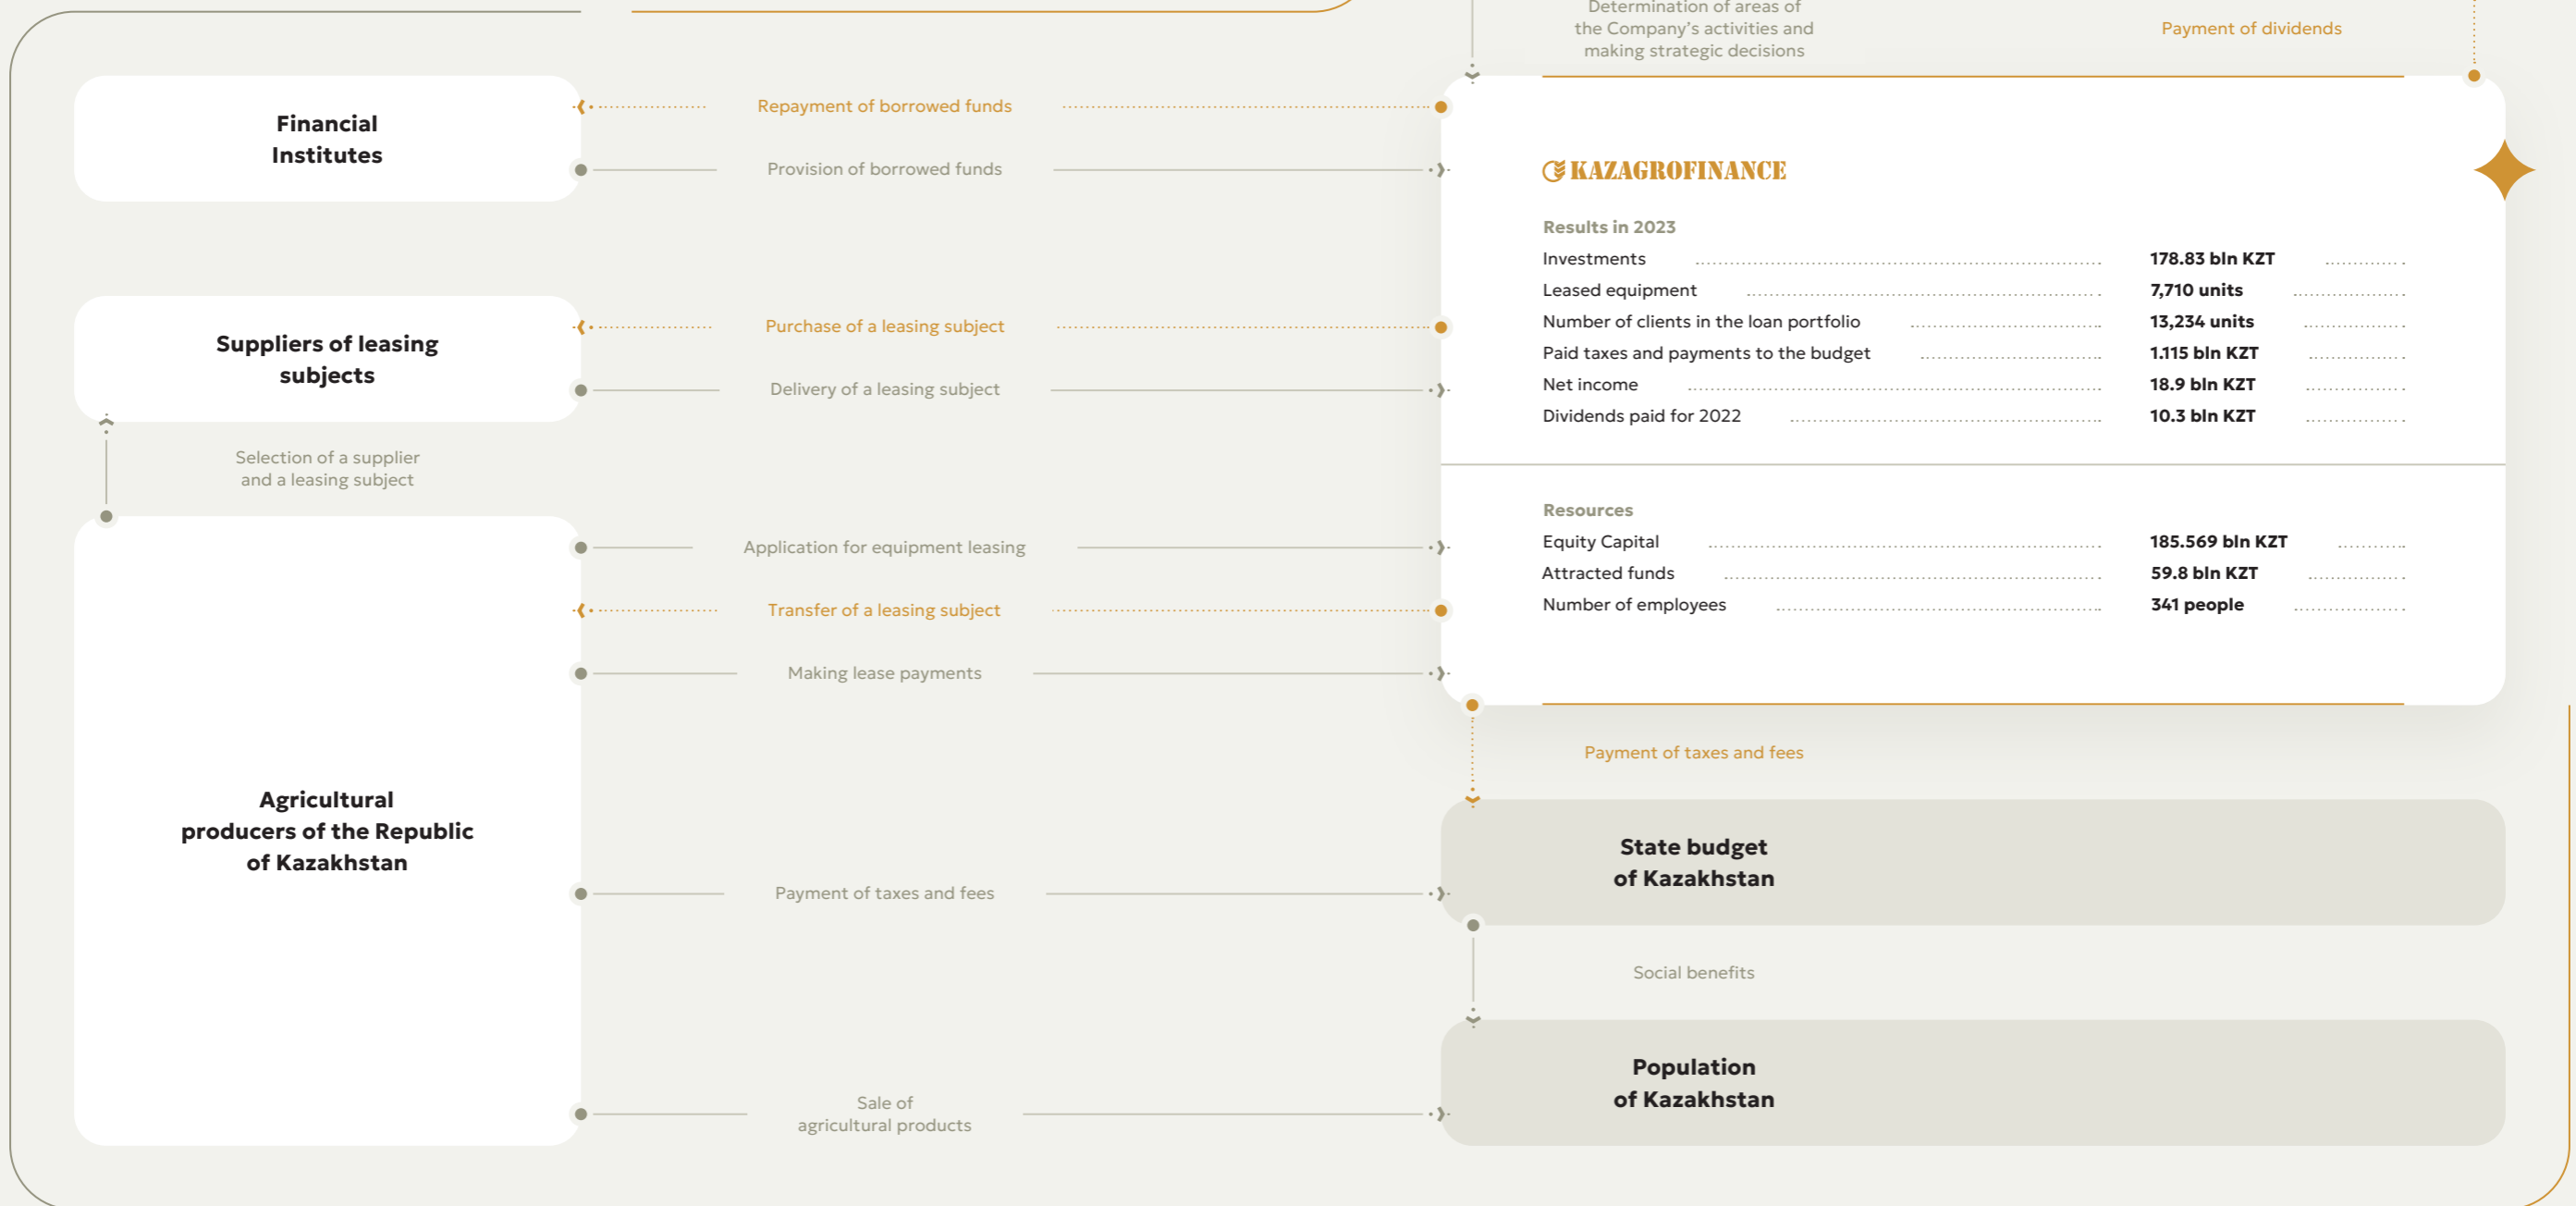 Determination of areas of
the Company's activities and
making strategic decisions
Payment of dividends
Financial
Institutes
Repayment of borrowed funds
Provision of borrowed funds
KAZAGROFINANCE
Results in 2023
Investments 178.83 bln KZT
Leased equipment 7,710 units
Number of clients in the loan portfolio 13,234 units
Paid taxes and payments to the budget 1.115 bln KZT
Net income 18.9 bln KZT
Dividends paid for 2022 10.3 bln KZT
Suppliers of leasing
subjects
Purchase of a leasing subject
Delivery of a leasing subject
Selection of a supplier
and a leasing subject
Resources
Equity Capital 185.569 bln KZT
Attracted funds 59.8 bln KZT
Number of employees 341 people
Application for equipment leasing
Transfer of a leasing subject
Making lease payments
Payment of taxes and fees
Agricultural
producers of the Republic
of Kazakhstan
State budget
of Kazakhstan
Payment of taxes and fees
Social benefits
Population
of Kazakhstan
Sale of
agricultural products